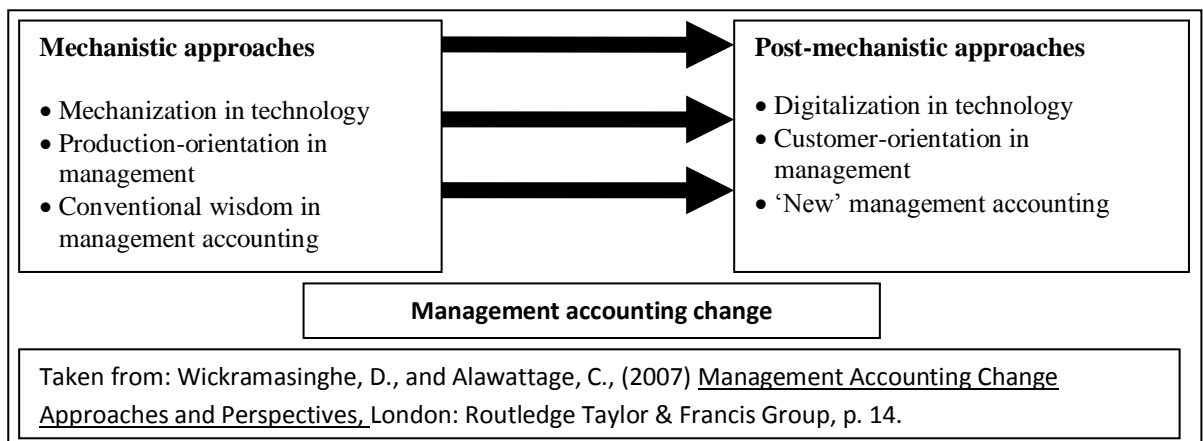 Mechanistic approaches
• Mechanization in technology
• Production-orientation in
management
• Conventional wisdom in
management accounting
Post-mechanistic approaches
• Digitalization in technology
• Customer-orientation in
management
• ‘New’ management accounting
Management accounting change
Taken from: Wickramasinghe, D., and Alawattage, C., (2007) Management Accounting Change
Approaches and Perspectives, London: Routledge Taylor & Francis Group, p. 14.